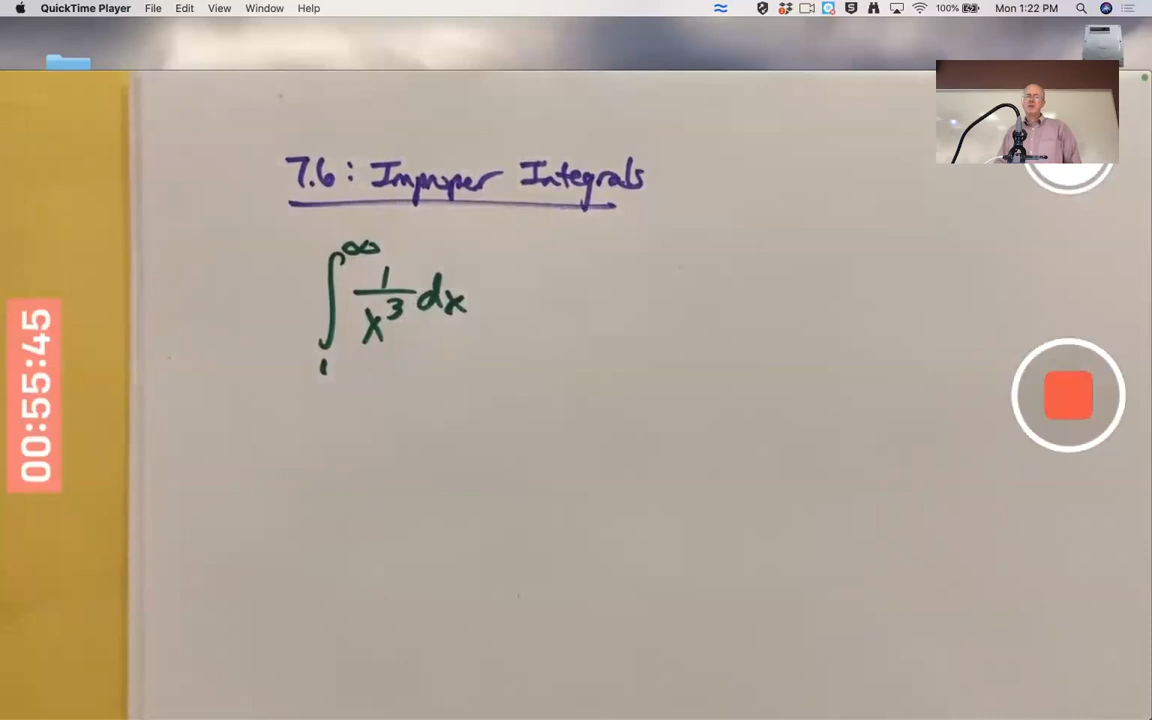 QuickTime Player File Edit View Window Help 100% Mon 1:22 PM
7.6: Improper Integrals
∫₁^∞ 1/x³ dx
00:55:45